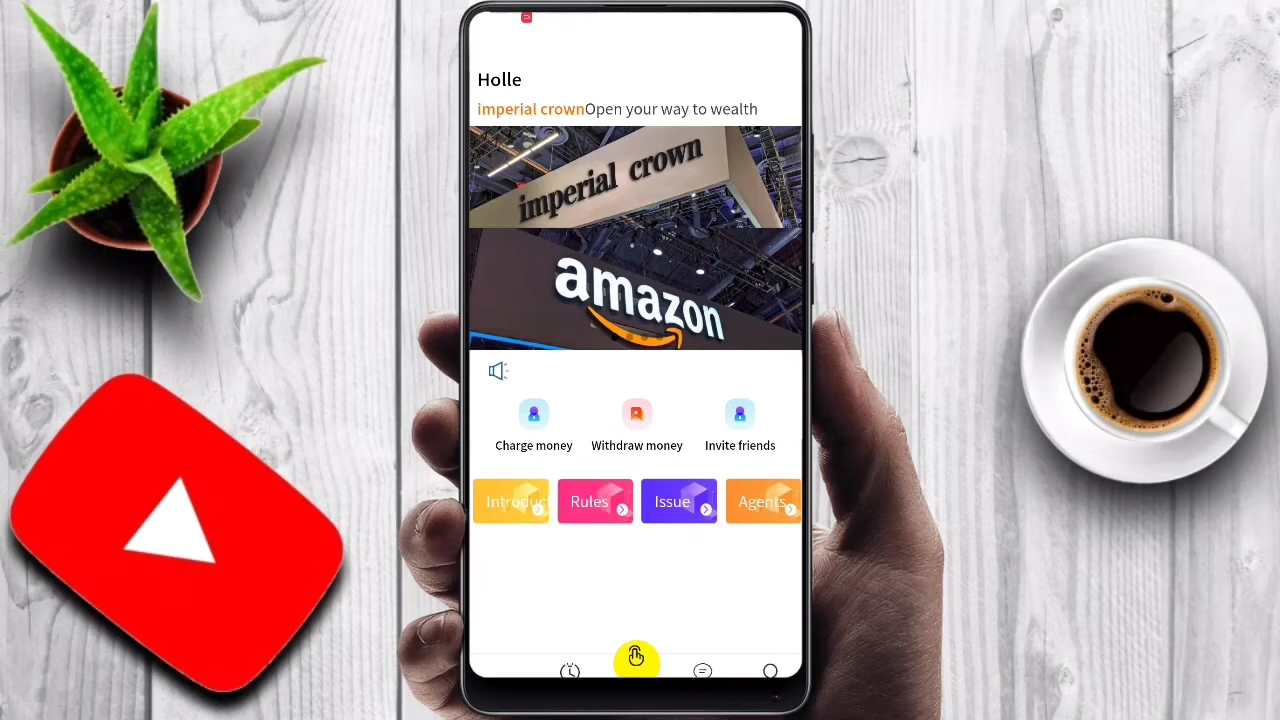 Holle
imperial crownOpen your way to wealth
imperial crown
amazon
Charge money Withdraw money Invite friends
Introduc Rules Issue Agents